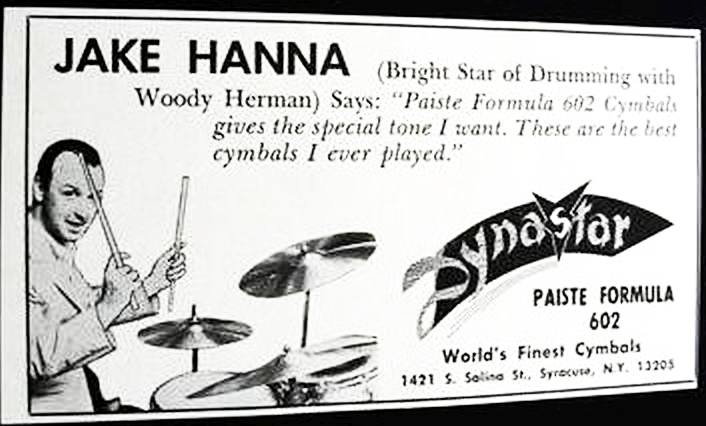 JAKE HANNA (Bright Star of Drumming with
Woody Herman) Says: "Paiste Formula 602 Cymbals
gives the special tone I want. These are the best
cymbals I ever played."
Dynastar
PAISTE FORMULA
602
World's Finest Cymbals
1421 S. Salina St., Syracuse, N.Y. 13205